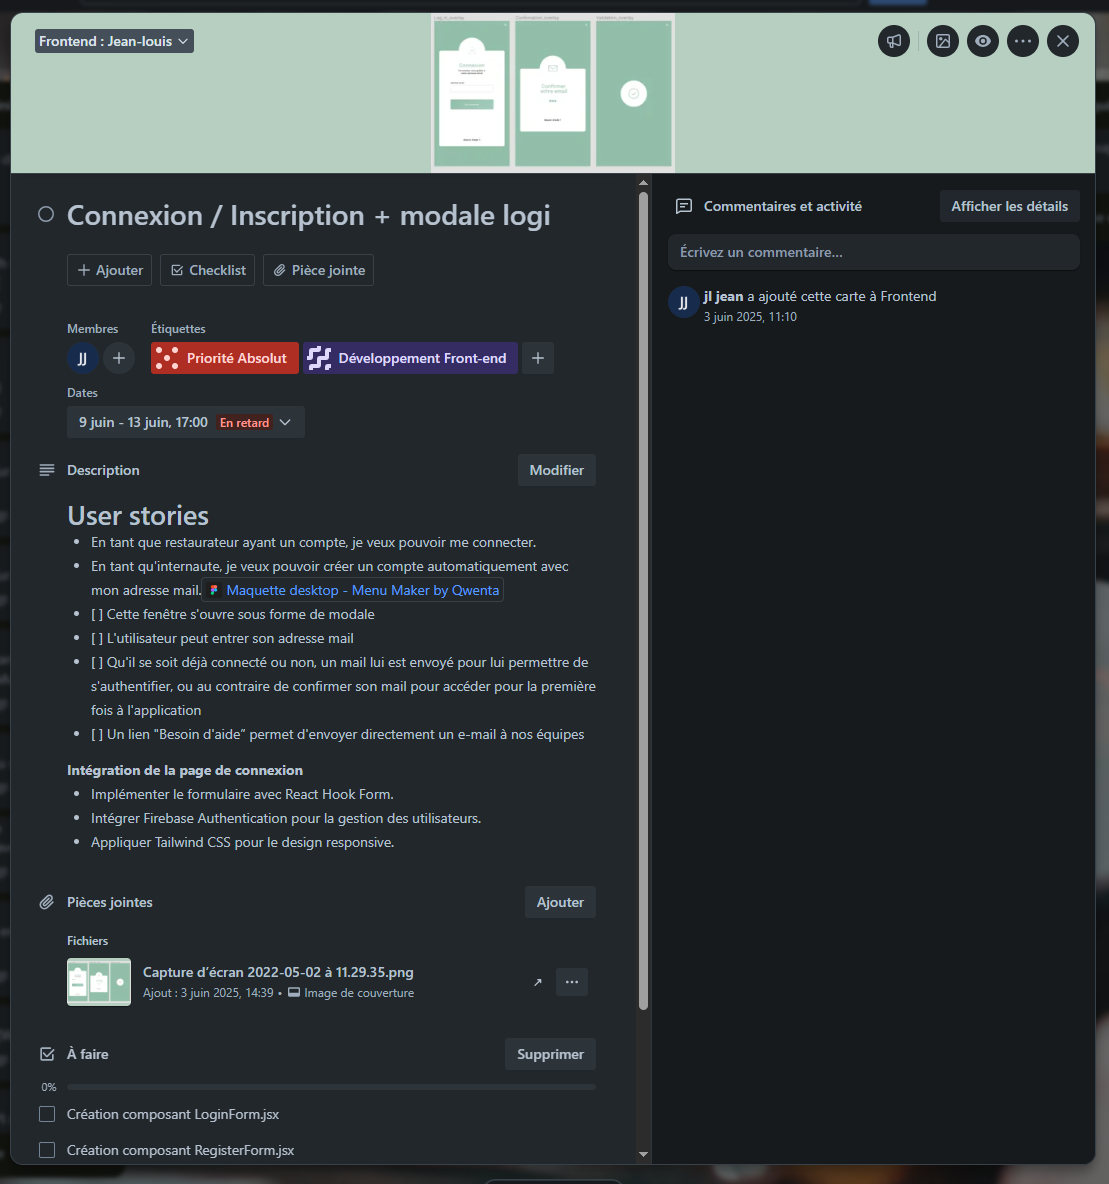 Frontend : Jean-louis
Log_in_overlay
Confirmation_overlay
Validation_overlay
Connexion
Confirmer
votre email
Connexion / Inscription + modale logi
Ajouter
Checklist
Pièce jointe
Membres
Étiquettes
JJ
Priorité Absolut
Développement Front-end
Dates
9 juin - 13 juin, 17:00
En retard
Description
Modifier
User stories
En tant que restaurateur ayant un compte, je veux pouvoir me connecter.
En tant qu'internaute, je veux pouvoir créer un compte automatiquement avec
mon adresse mail. Maquette desktop - Menu Maker by Qwenta
[ ] Cette fenêtre s'ouvre sous forme de modale
[ ] L'utilisateur peut entrer son adresse mail
[ ] Qu'il se soit déjà connecté ou non, un mail lui est envoyé pour lui permettre de
s'authentifier, ou au contraire de confirmer son mail pour accéder pour la première
fois à l'application
[ ] Un lien "Besoin d'aide” permet d'envoyer directement un e-mail à nos équipes
Intégration de la page de connexion
Implémenter le formulaire avec React Hook Form.
Intégrer Firebase Authentication pour la gestion des utilisateurs.
Appliquer Tailwind CSS pour le design responsive.
Pièces jointes
Ajouter
Fichiers
Capture d’écran 2022-05-02 à 11.29.35.png
Ajout : 3 juin 2025, 14:39 • Image de couverture
À faire
Supprimer
0%
Création composant LoginForm.jsx
Création composant RegisterForm.jsx
Commentaires et activité
Afficher les détails
Écrivez un commentaire…
JJ
jl jean a ajouté cette carte à Frontend
3 juin 2025, 11:10